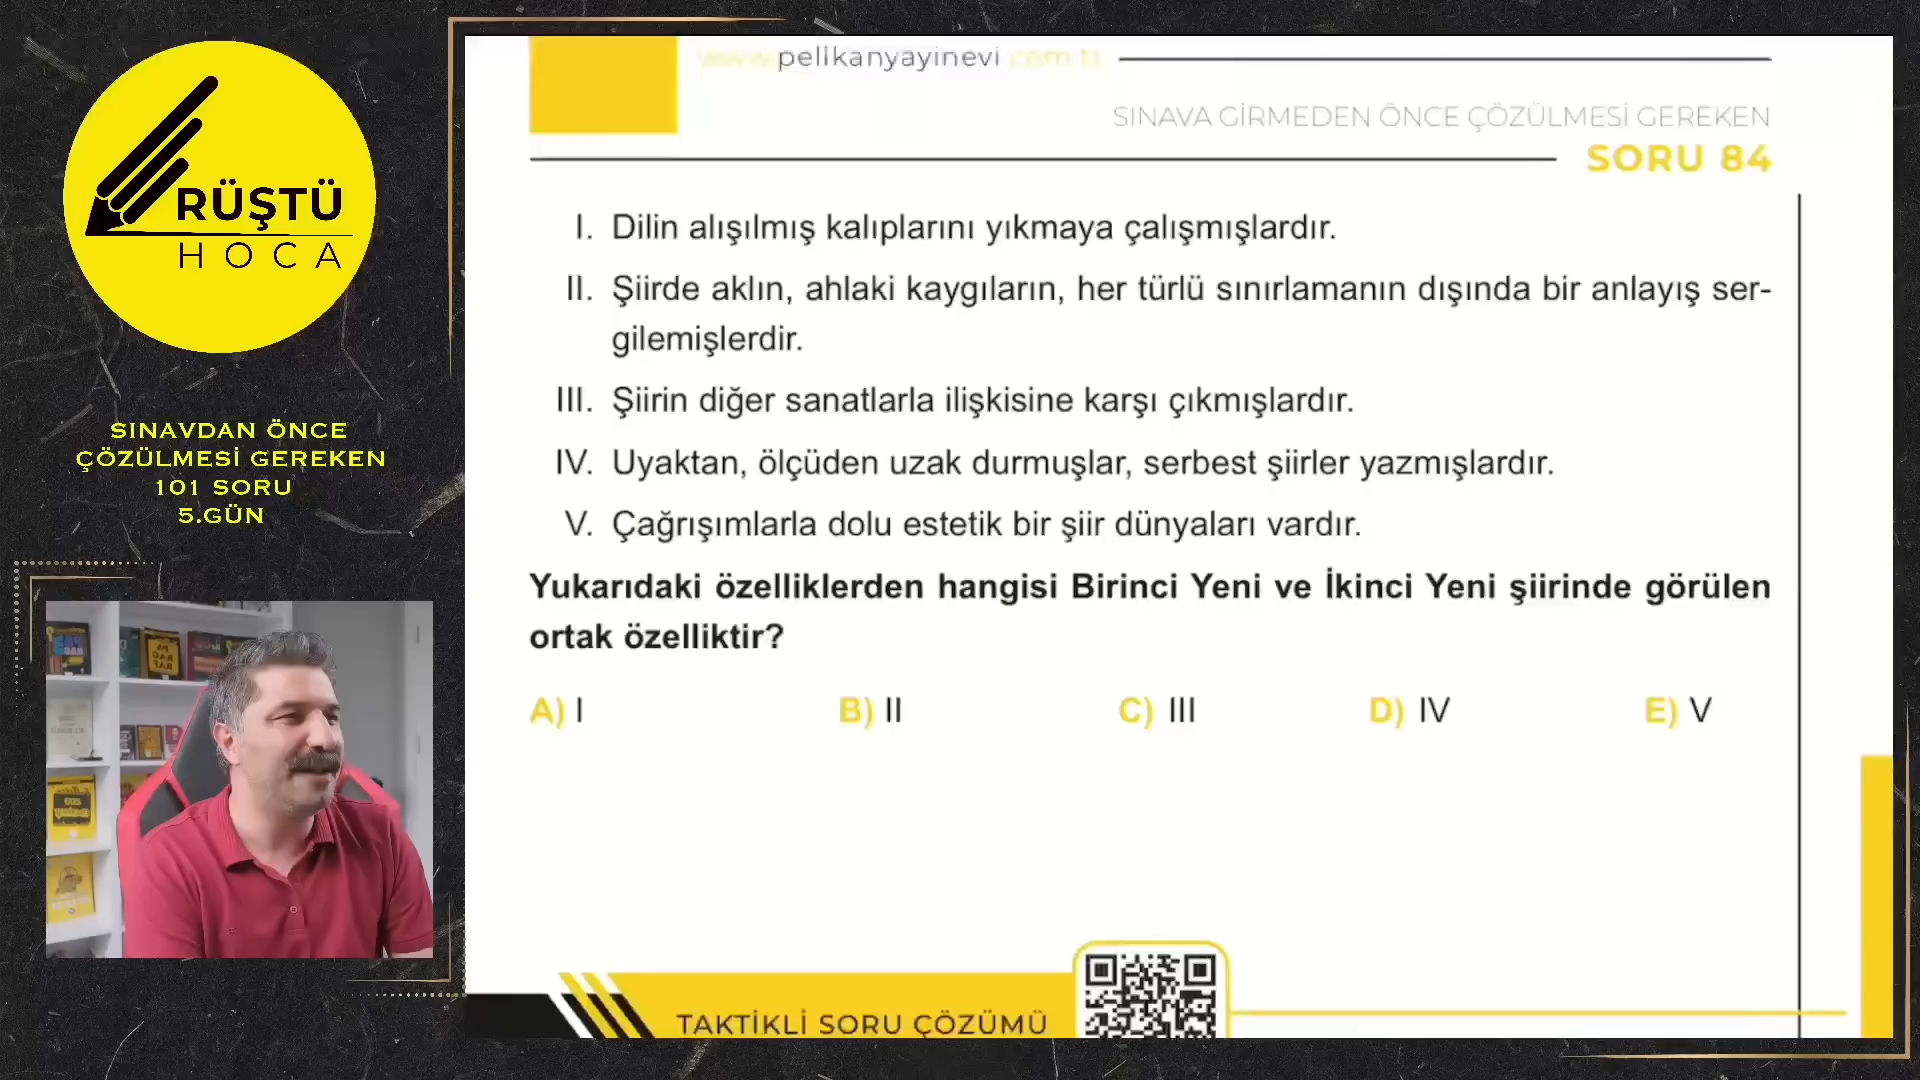 RÜŞTÜ
HOCA
SINAVDAN ÖNCE
ÇÖZÜLMESİ GEREKEN
101 SORU
5.GÜN
www.pelikanyayinevi.com.tr
SINAVA GİRMEDEN ÖNCE ÇÖZÜLMESİ GEREKEN
SORU 84
I. Dilin alışılmış kalıplarını yıkmaya çalışmışlardır.
II. Şiirde aklın, ahlaki kaygıların, her türlü sınırlamanın dışında bir anlayış ser-
gilemişlerdir.
III. Şiirin diğer sanatlarla ilişkisine karşı çıkmışlardır.
IV. Uyaktan, ölçüden uzak durmuşlar, serbest şiirler yazmışlardır.
V. Çağrışımlarla dolu estetik bir şiir dünyaları vardır.
Yukarıdaki özelliklerden hangisi Birinci Yeni ve İkinci Yeni şiirinde görülen
ortak özelliktir?
A) I B) II C) III D) IV E) V
TAKTİKLİ SORU ÇÖZÜMÜ